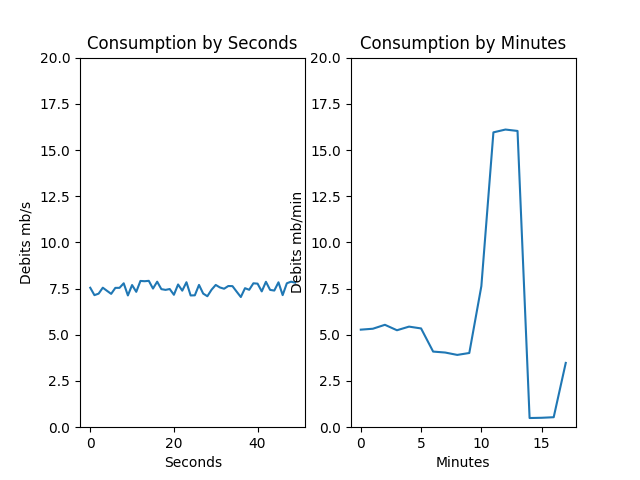 Consumption by Seconds
20.0
17.5
15.0
12.5
10.0
7.5
5.0
2.5
0.0
Debits mb/s
0 20 40
Seconds
Consumption by Minutes
20.0
17.5
15.0
12.5
10.0
7.5
5.0
2.5
0.0
Debits mb/min
0 5 10 15
Minutes